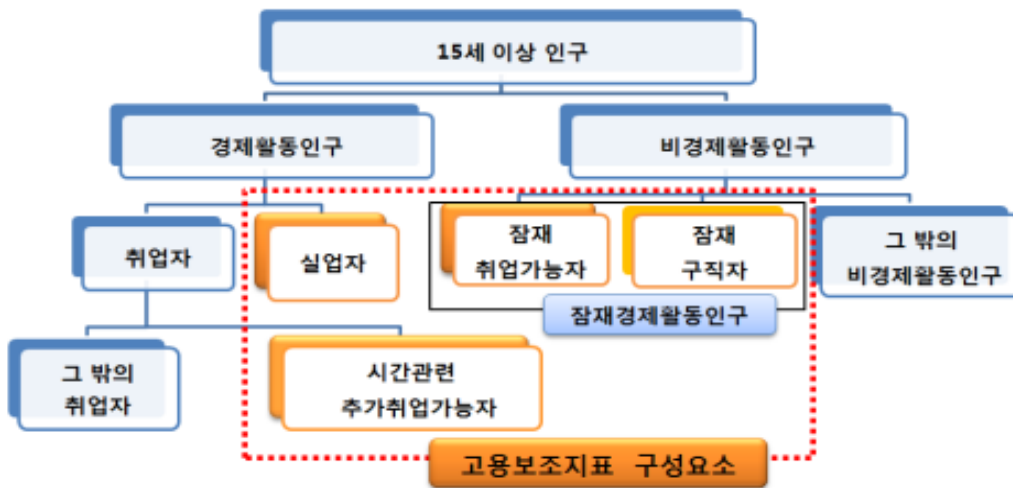 15세 이상 인구
경제활동인구
비경제활동인구
취업자
실업자
잠재
취업가능자
잠재
구직자
그 밖의
비경제활동인구
잠재경제활동인구
그 밖의
취업자
시간관련
추가취업가능자
고용보조지표 구성요소